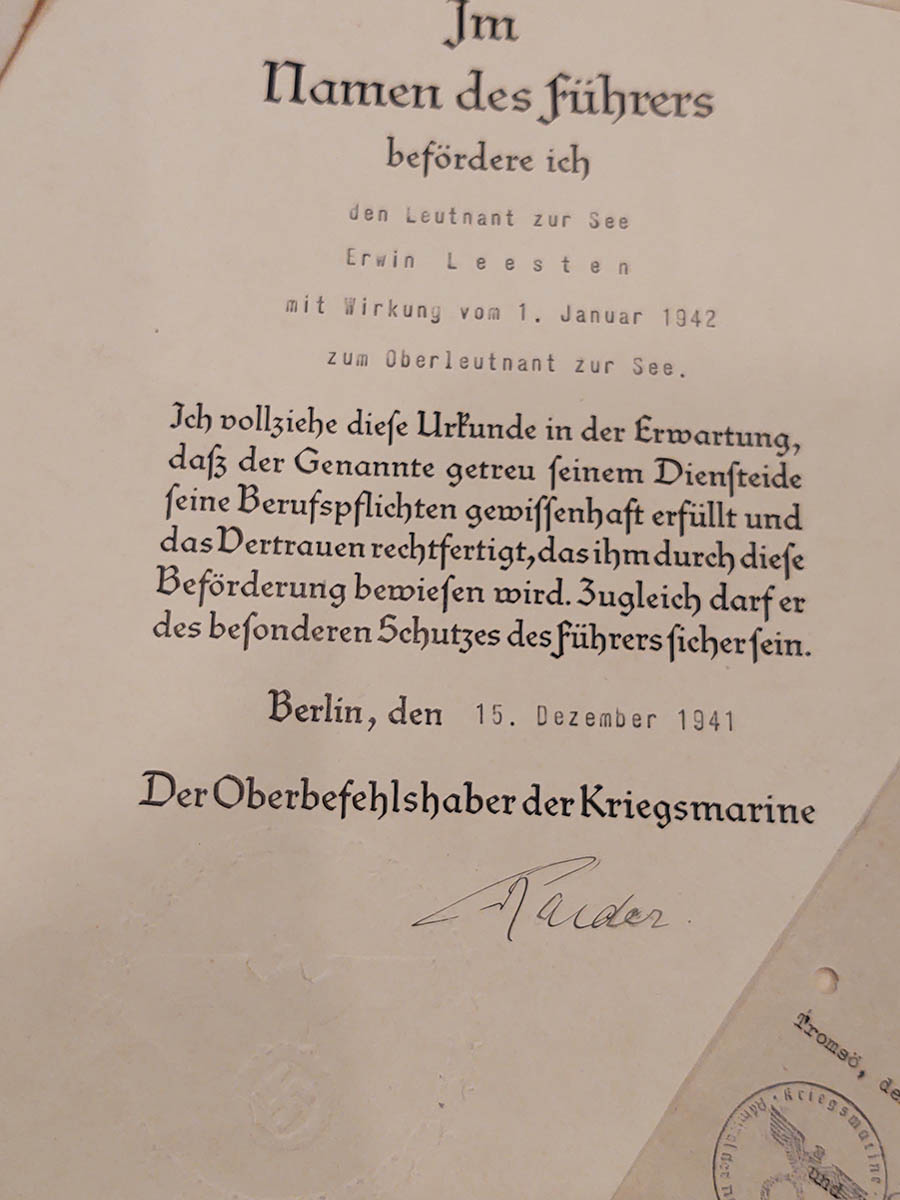 Im
Namen des Führers
befördere ich
den Leutnant zur See
Erwin L e e s t e n
mit Wirkung vom 1. Januar 1942
zum Oberleutnant zur See.
Ich vollziehe dieſe Urkunde in der Erwartung,
daſz der Genannte getreu ſeinem Dienſteide
ſeine Berufspflichten gewiſſenhaft erfüllt und
das Vertrauen rechtfertigt, das ihm durch dieſe
Beförderung bewieſen wird. Zugleich darf er
des beſonderen Schutzes des Führers ſicher ſein.
Berlin, den 15. Dezember 1941
Der Oberbefehlshaber der Kriegsmarine
Raeder.
Tromsö, de
Kriegsmarine
und